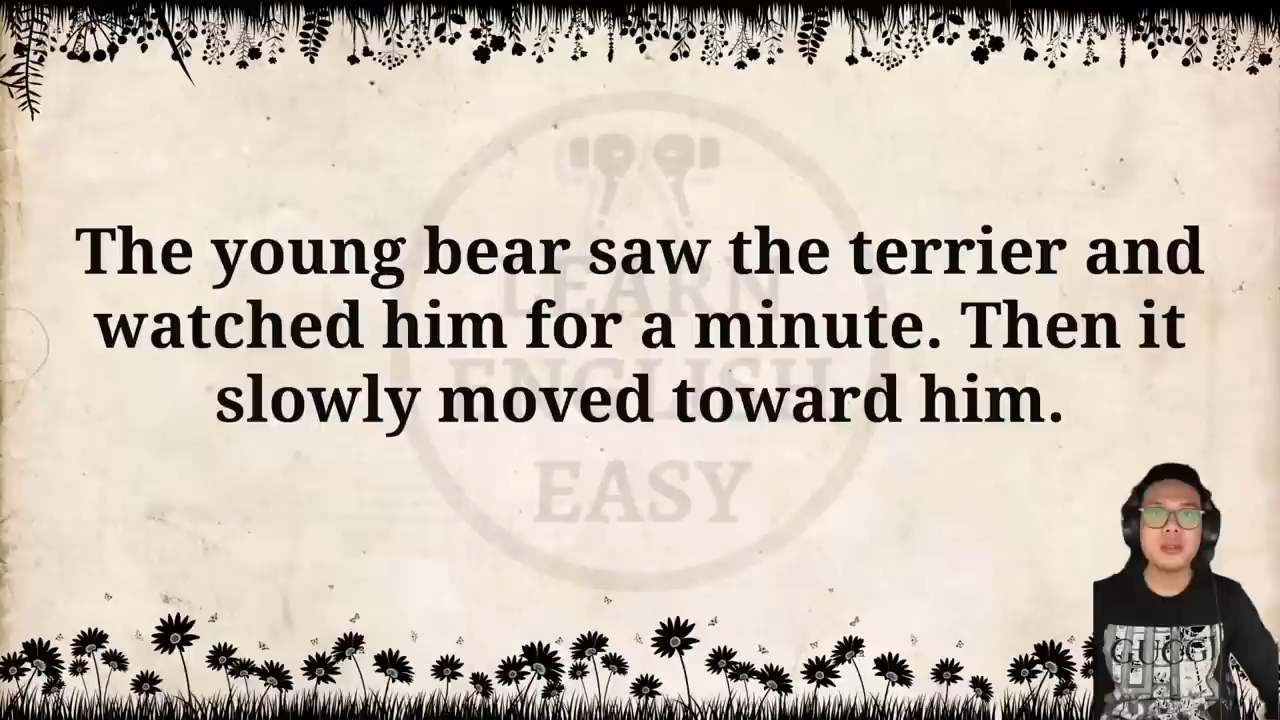 The young bear saw the terrier and
watched him for a minute. Then it
slowly moved toward him.
LEARN
ENGLISH
EASY
GUCCI